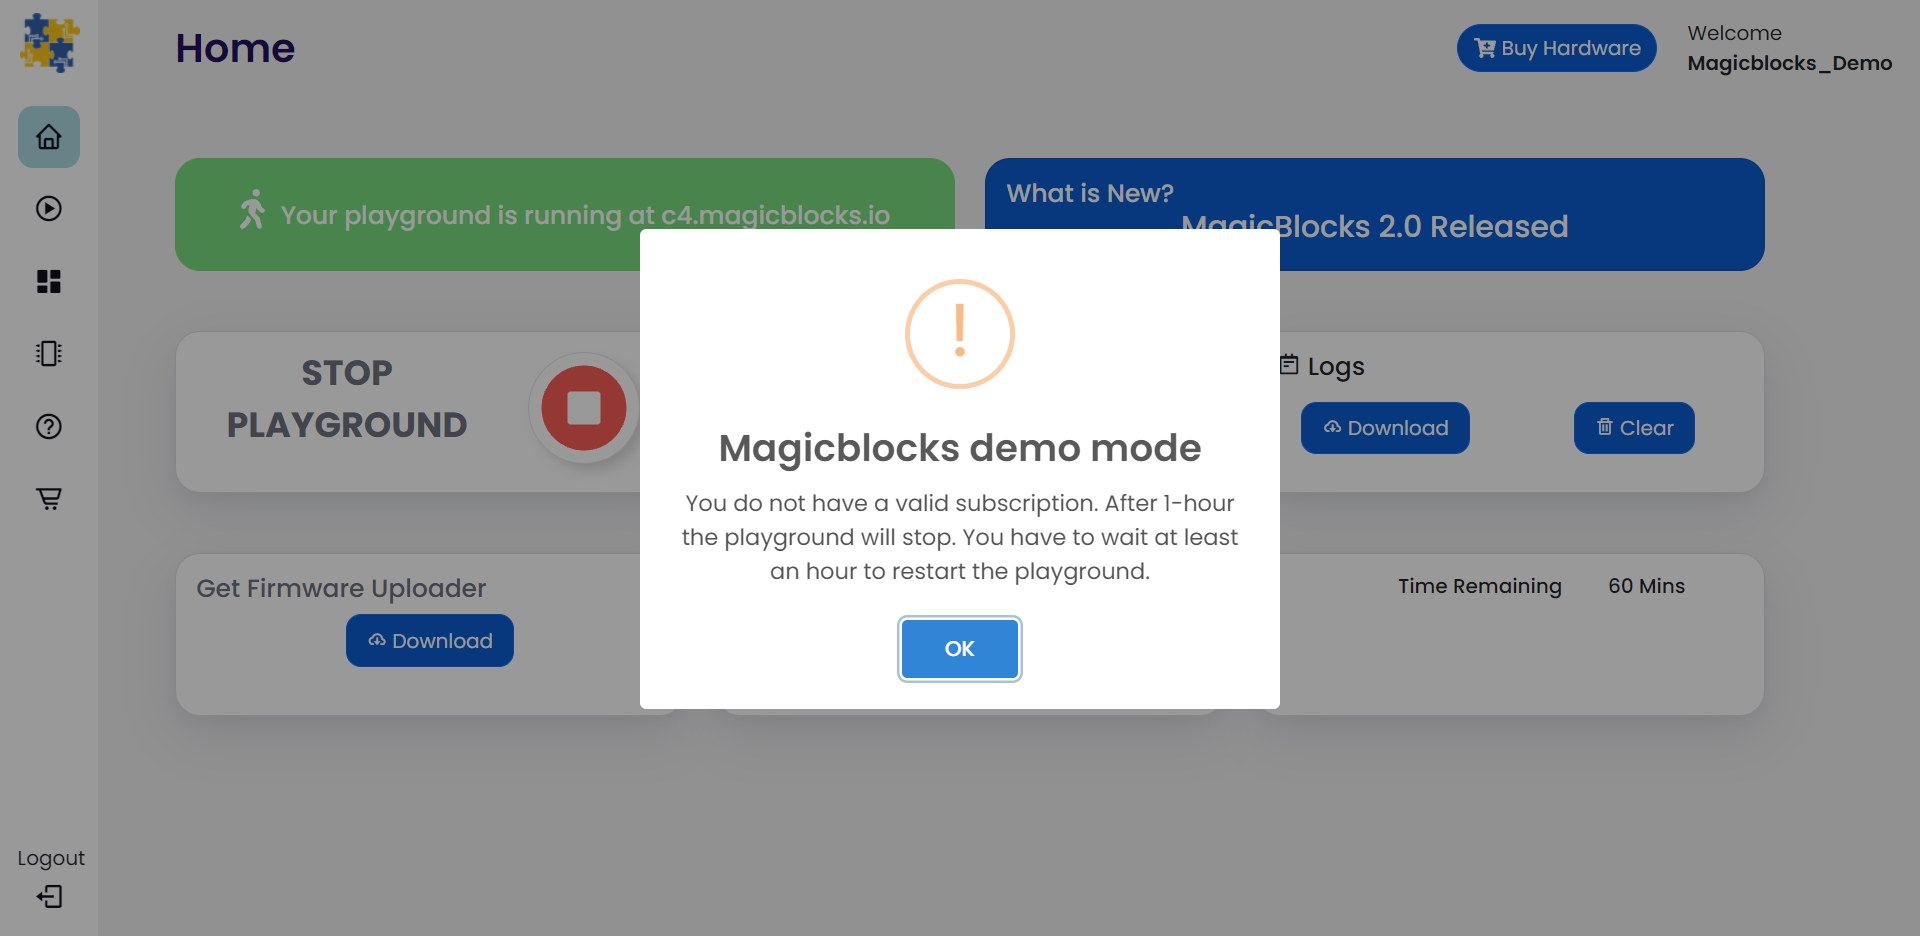 Home
Buy Hardware
Welcome
Magicblocks_Demo
Your playground is running at c4.magicblocks.io
What is New?
MagicBlocks 2.0 Released
STOP
PLAYGROUND
Logs
Download
Clear
Magicblocks demo mode
You do not have a valid subscription. After 1-hour
the playground will stop. You have to wait at least
an hour to restart the playground.
OK
Get Firmware Uploader
Download
Time Remaining
60 Mins
Logout